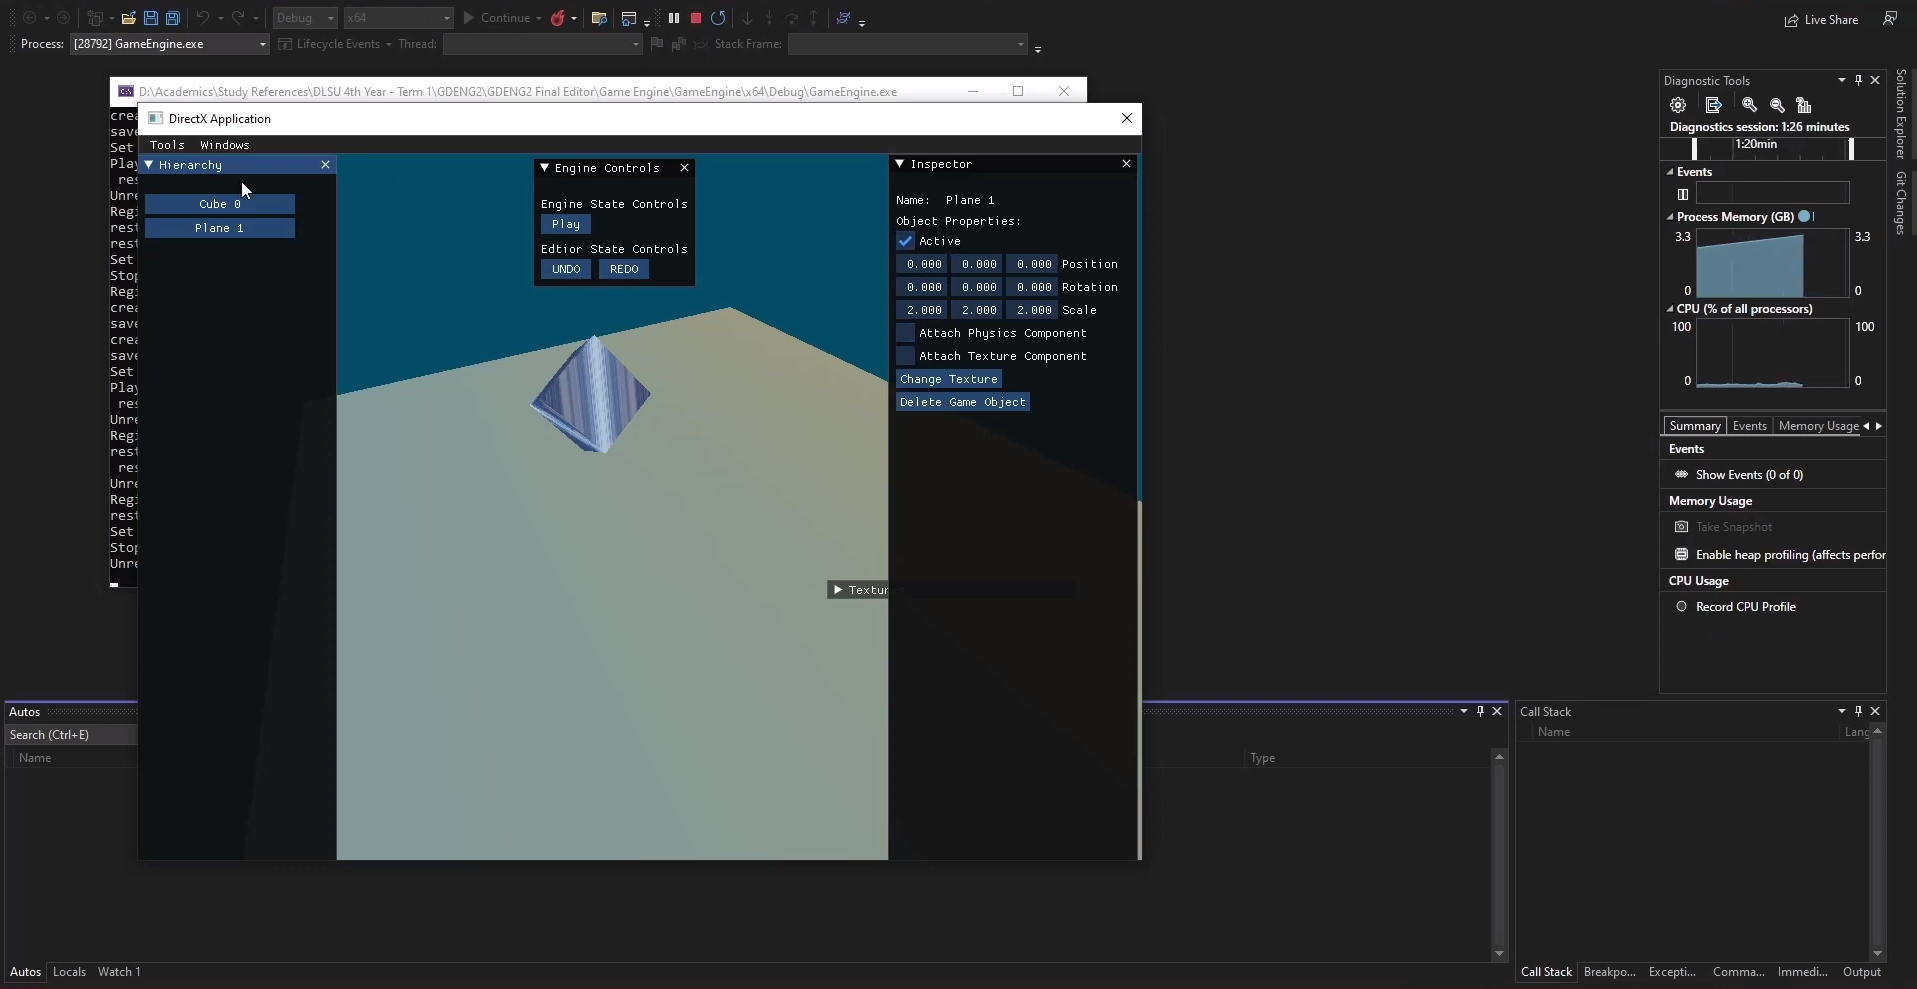 Debug x64 Continue Live Share
Process: [28792] GameEngine.exe Lifecycle Events Thread: Stack Frame:
D:\Academics\Study References\DLSU 4th Year - Term 1\GDENG2\GDENG2 Final Editor\Game Engine\GameEngine\x64\Debug\GameEngine.exe
DirectX Application
Tools Windows
Hierarchy
Cube 0
Plane 1
Engine Controls
Engine State Controls
Play
Edtior State Controls
UNDO REDO
Inspector
Name: Plane 1
Object Properties:
Active
0.000 0.000 0.000 Position
0.000 0.000 0.000 Rotation
2.000 2.000 2.000 Scale
Attach Physics Component
Attach Texture Component
Change Texture
Delete Game Object
Textur
crea
save
Set
Play
res
Unre
Regi
rest
rest
Set
Stop
Regi
crea
save
crea
save
Set
Play
res
Unre
Regi
rest
res
Unre
Regi
rest
Set
Stop
Unre
Diagnostic Tools
Diagnostics session: 1:26 minutes
1:20min
Events
Process Memory (GB)
3.3 3.3
0 0
CPU (% of all processors)
100 100
0 0
Summary Events Memory Usage
Events
Show Events (0 of 0)
Memory Usage
Take Snapshot
Enable heap profiling (affects perfor
CPU Usage
Record CPU Profile
Solution Explorer
Git Changes
Autos
Search (Ctrl+E)
Name Type
Autos Locals Watch 1
Call Stack
Name Lang
Call Stack Breakpo... Excepti... Comma... Immedi... Output